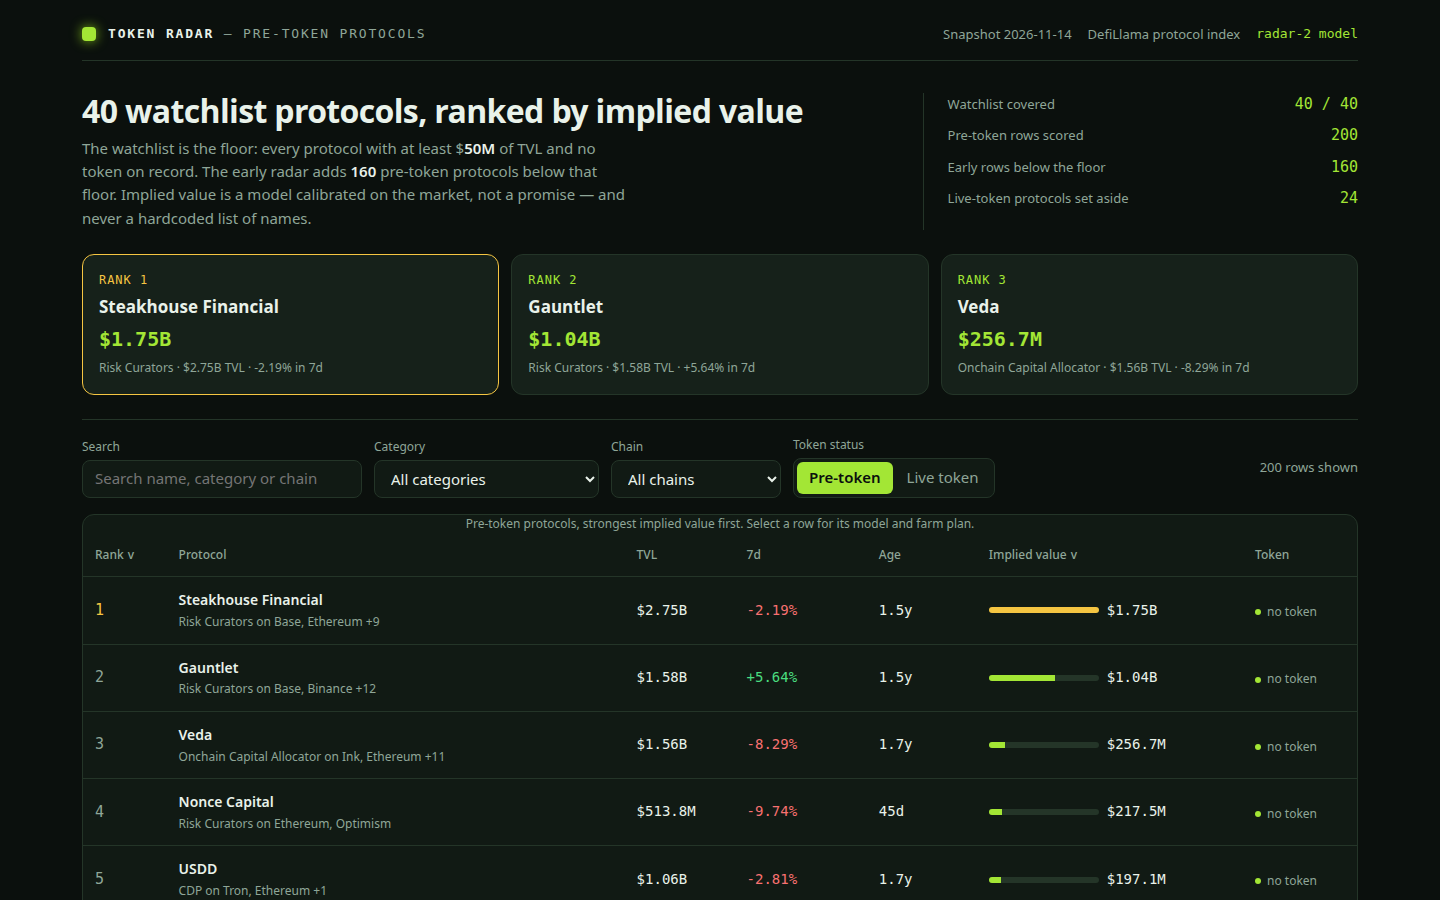 TOKEN RADAR — PRE-TOKEN PROTOCOLS
Snapshot 2026-11-14 DefiLlama protocol index radar-2 model
40 watchlist protocols, ranked by implied value
The watchlist is the floor: every protocol with at least $50M of TVL and no
token on record. The early radar adds 160 pre-token protocols below that
floor. Implied value is a model calibrated on the market, not a promise — and
never a hardcoded list of names.
Watchlist covered 40 / 40
Pre-token rows scored 200
Early rows below the floor 160
Live-token protocols set aside 24
RANK 1
Steakhouse Financial
$1.75B
Risk Curators · $2.75B TVL · -2.19% in 7d
RANK 2
Gauntlet
$1.04B
Risk Curators · $1.58B TVL · +5.64% in 7d
RANK 3
Veda
$256.7M
Onchain Capital Allocator · $1.56B TVL · -8.29% in 7d
Search
Search name, category or chain
Category
All categories
Chain
All chains
Token status
Pre-token Live token
200 rows shown
Pre-token protocols, strongest implied value first. Select a row for its model and farm plan.
Rank v Protocol TVL 7d Age Implied value v Token
1 Steakhouse Financial $2.75B -2.19% 1.5y $1.75B no token
Risk Curators on Base, Ethereum +9
2 Gauntlet $1.58B +5.64% 1.5y $1.04B no token
Risk Curators on Base, Binance +12
3 Veda $1.56B -8.29% 1.7y $256.7M no token
Onchain Capital Allocator on Ink, Ethereum +11
4 Nonce Capital $513.8M -9.74% 45d $217.5M no token
Risk Curators on Ethereum, Optimism
5 USDD $1.06B -2.81% 1.7y $197.1M no token
CDP on Tron, Ethereum +1